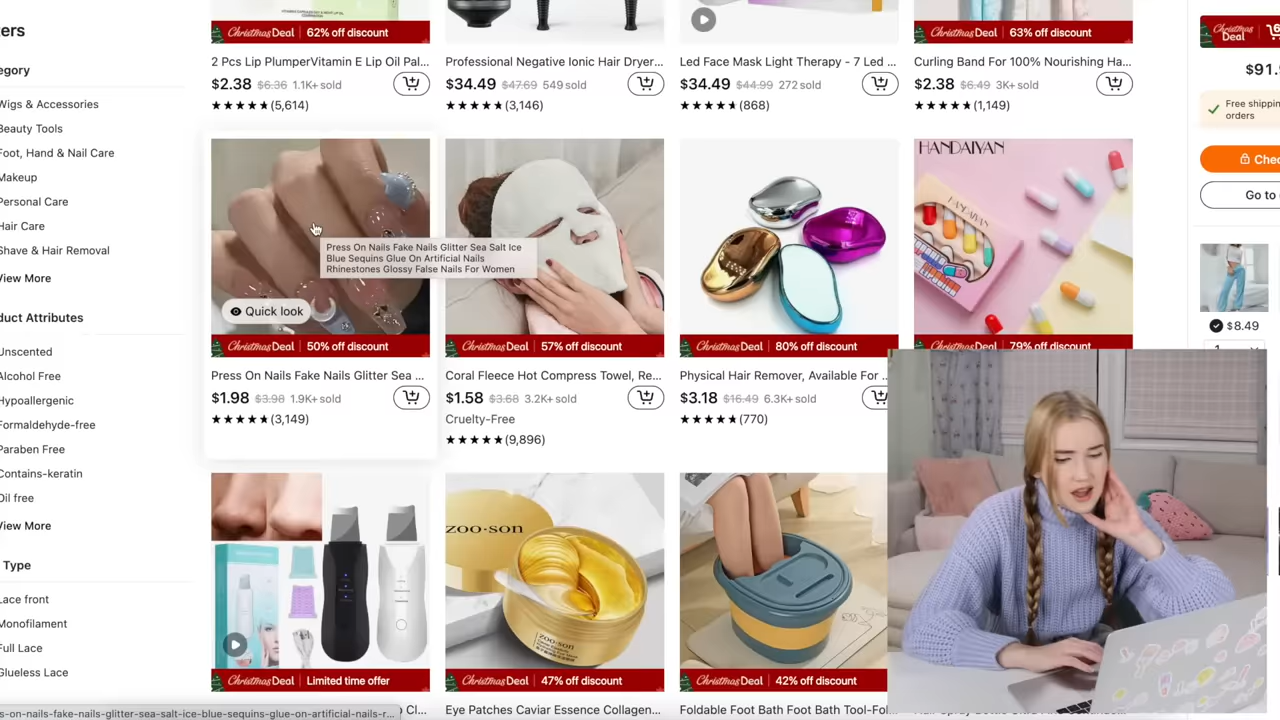 ers
egory
Wigs & Accessories
Beauty Tools
Foot, Hand & Nail Care
Makeup
Personal Care
Hair Care
Shave & Hair Removal
View More
duct Attributes
Unscented
Alcohol Free
Hypoallergenic
Formaldehyde-free
Paraben Free
Contains-keratin
Oil free
View More
Type
Lace front
Monofilament
Full Lace
Glueless Lace
Christmas Deal 62% off discount
2 Pcs Lip PlumperVitamin E Lip Oil Pal...
$2.38 $6.36 1.1K+ sold
(5,614)
Professional Negative Ionic Hair Dryer...
$34.49 $47.69 549 sold
(3,146)
Led Face Mask Light Therapy - 7 Led ...
$34.49 $44.99 272 sold
(868)
Christmas Deal 63% off discount
Curling Band For 100% Nourishing Ha...
$2.38 $6.49 3K+ sold
(1,149)
Press On Nails Fake Nails Glitter Sea Salt Ice
Blue Sequins Glue On Artificial Nails
Rhinestones Glossy False Nails For Women
Quick look
Christmas Deal 50% off discount
Press On Nails Fake Nails Glitter Sea ...
$1.98 $3.98 1.9K+ sold
(3,149)
Christmas Deal 57% off discount
Coral Fleece Hot Compress Towel, Re...
$1.58 $3.68 3.2K+ sold
Cruelty-Free
(9,896)
Christmas Deal 80% off discount
Physical Hair Remover, Available For ...
$3.18 $16.49 6.3K+ sold
(770)
HANDAIYAN
Christmas Deal 79% off discount
Christmas Deal Limited time offer
Cl...
zoo·son
zoo·son
Christmas Deal 47% off discount
Eye Patches Caviar Essence Collagen...
Christmas Deal 42% off discount
Foldable Foot Bath Foot Bath Tool-Fol...
Christmas
Deal
$91.
Free shippin
orders
Chec
Go to
$8.49
1
s-on-nails-fake-nails-glitter-sea-salt-ice-blue-sequins-glue-on-artificial-nails-r...